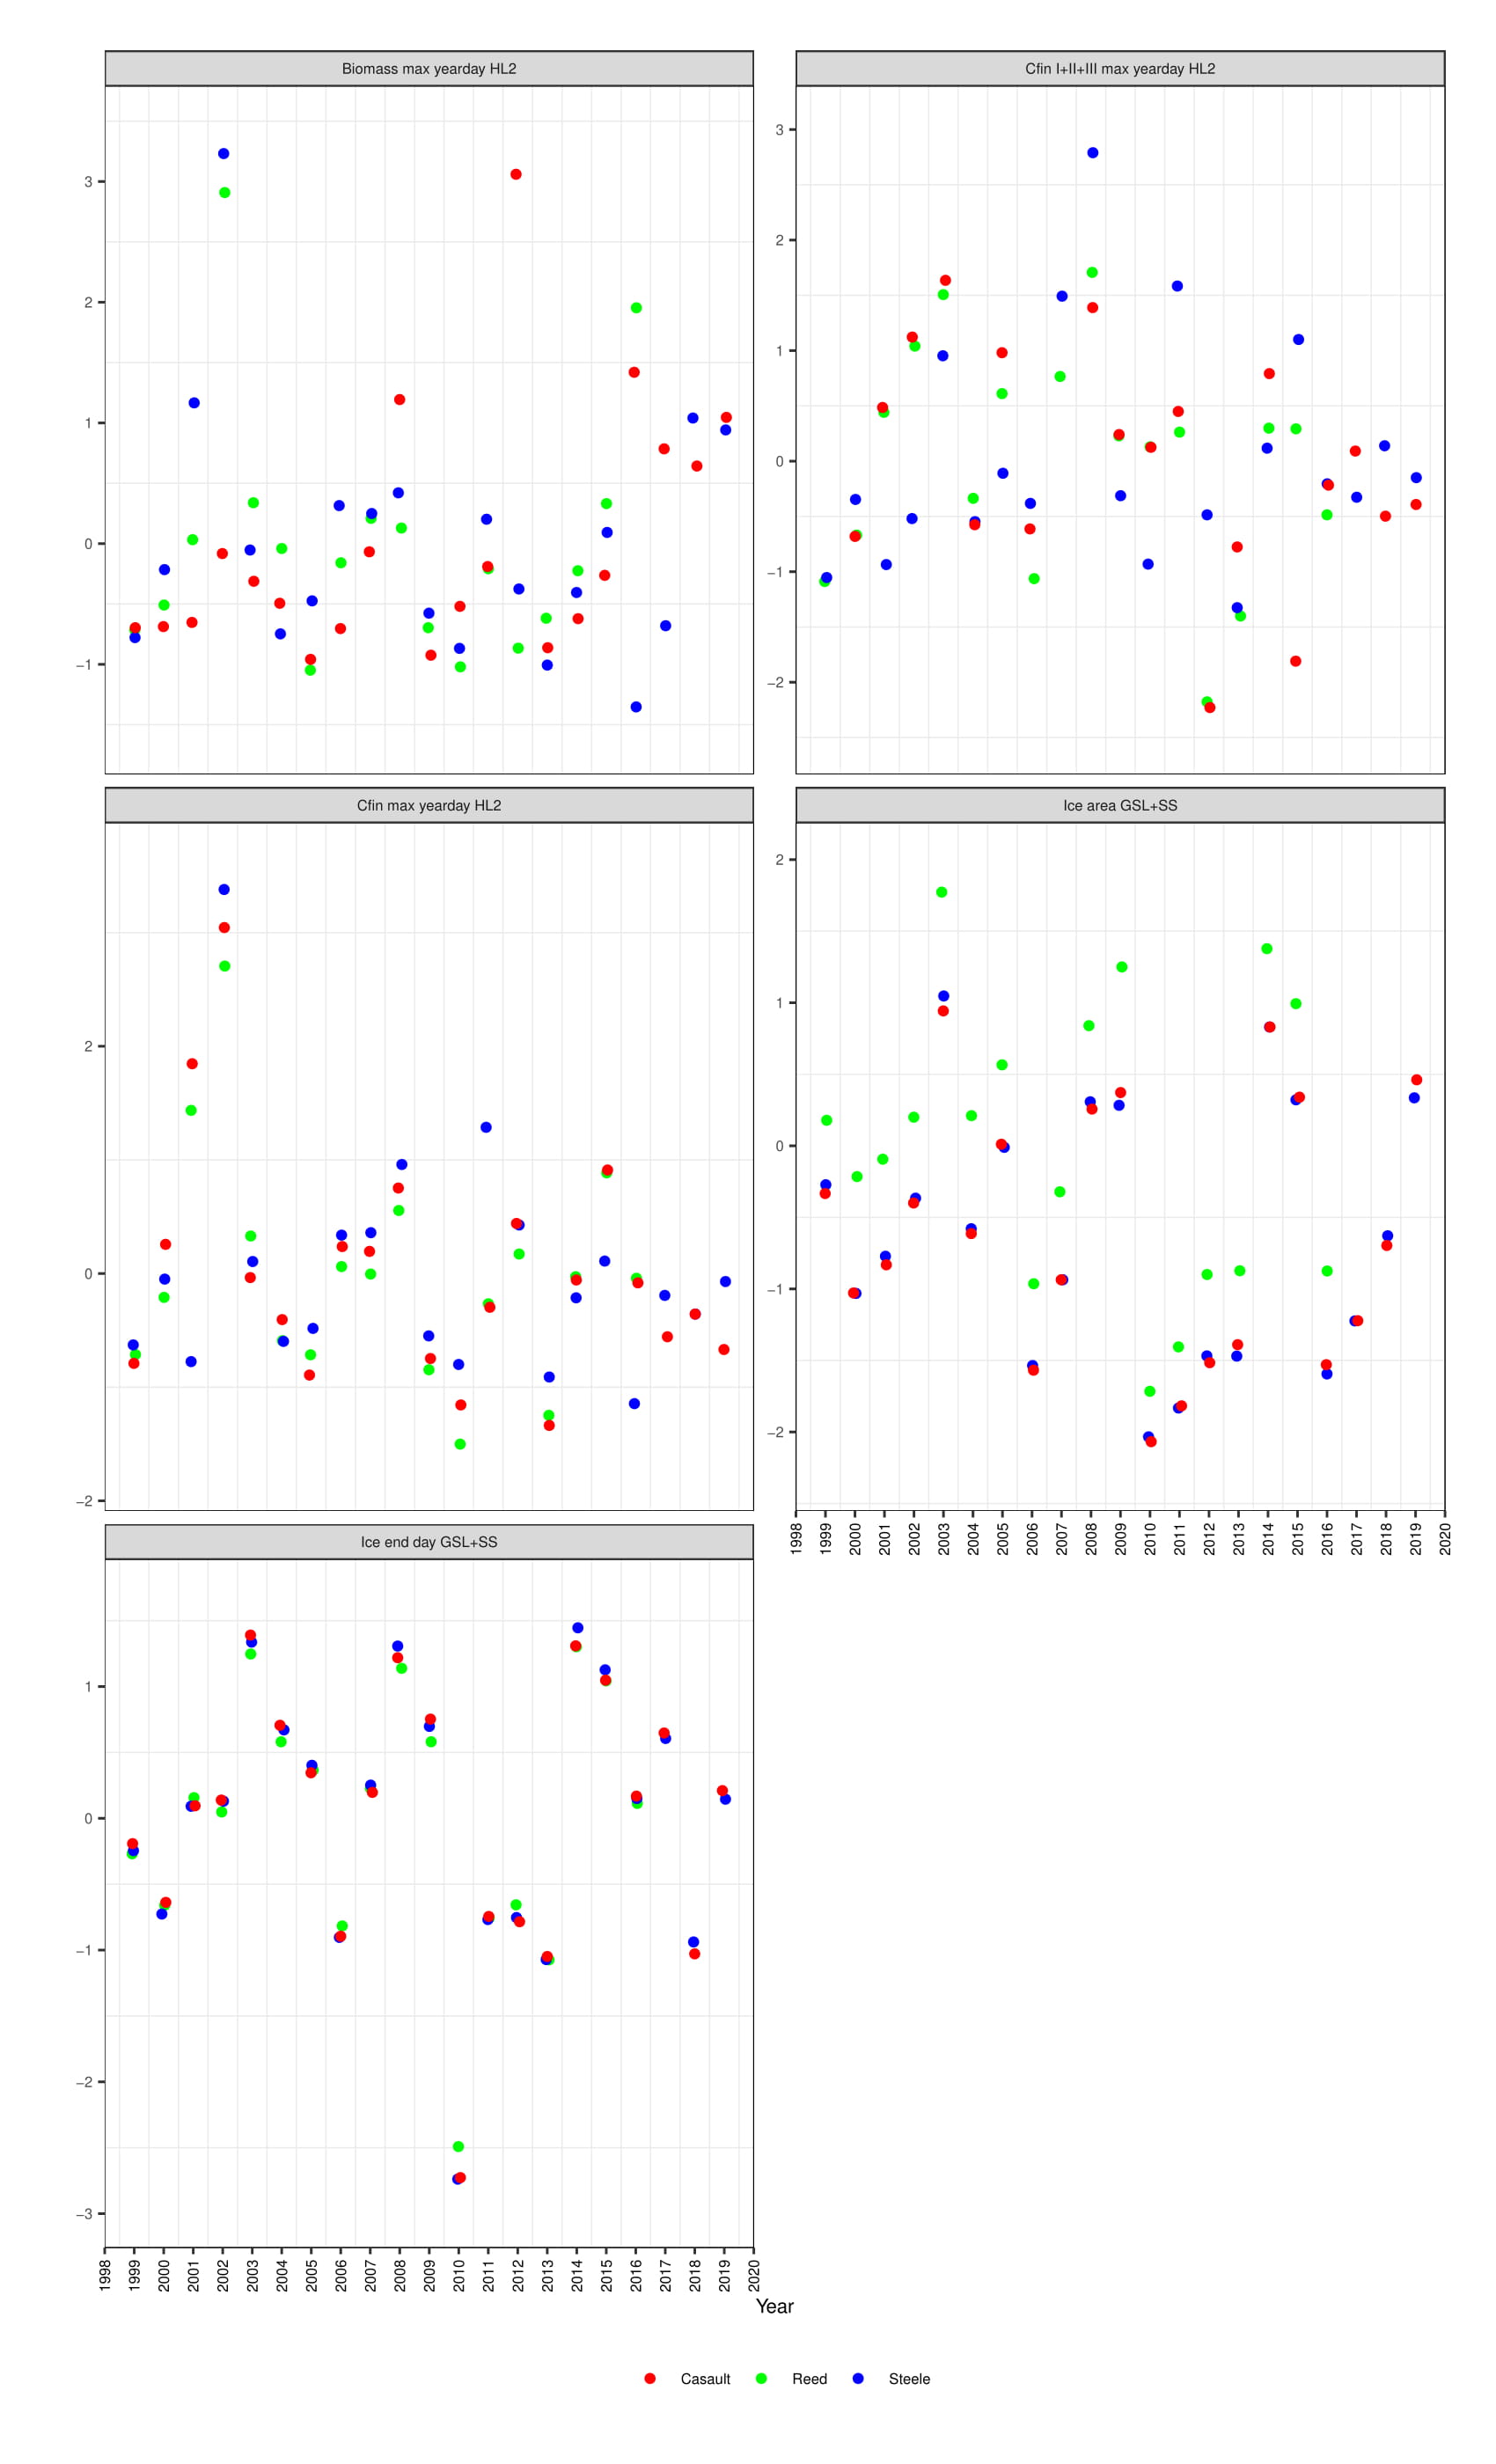 Biomass max yearday HL2
Cfin I+II+III max yearday HL2
3
2
1
0
−1
3
2
1
0
−1
−2
Cfin max yearday HL2
Ice area GSL+SS
2
0
−2
2
1
0
−1
−2
1998 1999 2000 2001 2002 2003 2004 2005 2006 2007 2008 2009 2010 2011 2012 2013 2014 2015 2016 2017 2018 2019 2020
Ice end day GSL+SS
1
0
−1
−2
−3
1998 1999 2000 2001 2002 2003 2004 2005 2006 2007 2008 2009 2010 2011 2012 2013 2014 2015 2016 2017 2018 2019 2020
Year
Casault Reed Steele